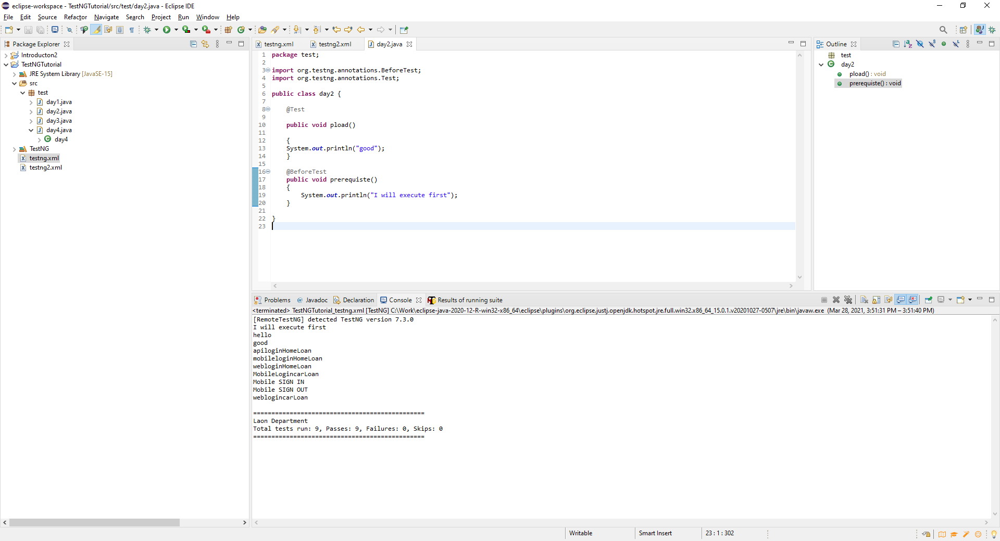 eclipse-workspace - TestNGTutorial/src/test/day2.java - Eclipse IDE
File Edit Source Refactor Navigate Search Project Run Window Help
Package Explorer
Introducton2
TestNGTutorial
JRE System Library [JavaSE-15]
src
test
day1.java
day2.java
day3.java
day4.java
day4
TestNG
testng.xml
testng2.xml
testng.xml testng2.xml day2.java
1 package test;
2
3 import org.testng.annotations.BeforeTest;
4 import org.testng.annotations.Test;
5
6 public class day2 {
7
8 @Test
9
10 public void pload()
11
12 {
13 System.out.println("good");
14 }
15
16 @BeforeTest
17 public void prerequiste()
18 {
19 System.out.println("I will execute first");
20 }
21
22 }
23
Outline
test
day2
pload() : void
prerequiste() : void
Problems @ Javadoc Declaration Console Results of running suite
<terminated> TestNGTutorial_testng.xml [TestNG] C:\Work\eclipse-java-2020-12-R-win32-x86_64\eclipse\plugins\org.eclipse.justj.openjdk.hotspot.jre.full.win32.x86_64_15.0.1.v20201027-0507\jre\bin\javaw.exe (Mar 28, 2021, 3:51:31 PM – 3:51:40 PM)
[RemoteTestNG] detected TestNG version 7.3.0
I will execute first
hello
good
apiloginHomeLoan
mobileloginHomeLoan
webloginHomeLoan
MobileLogincarLoan
Mobile SIGN IN
Mobile SIGN OUT
weblogincarLoan
===============================================
Laon Department
Total tests run: 9, Passes: 9, Failures: 0, Skips: 0
===============================================
Writable Smart Insert 23 : 1 : 302